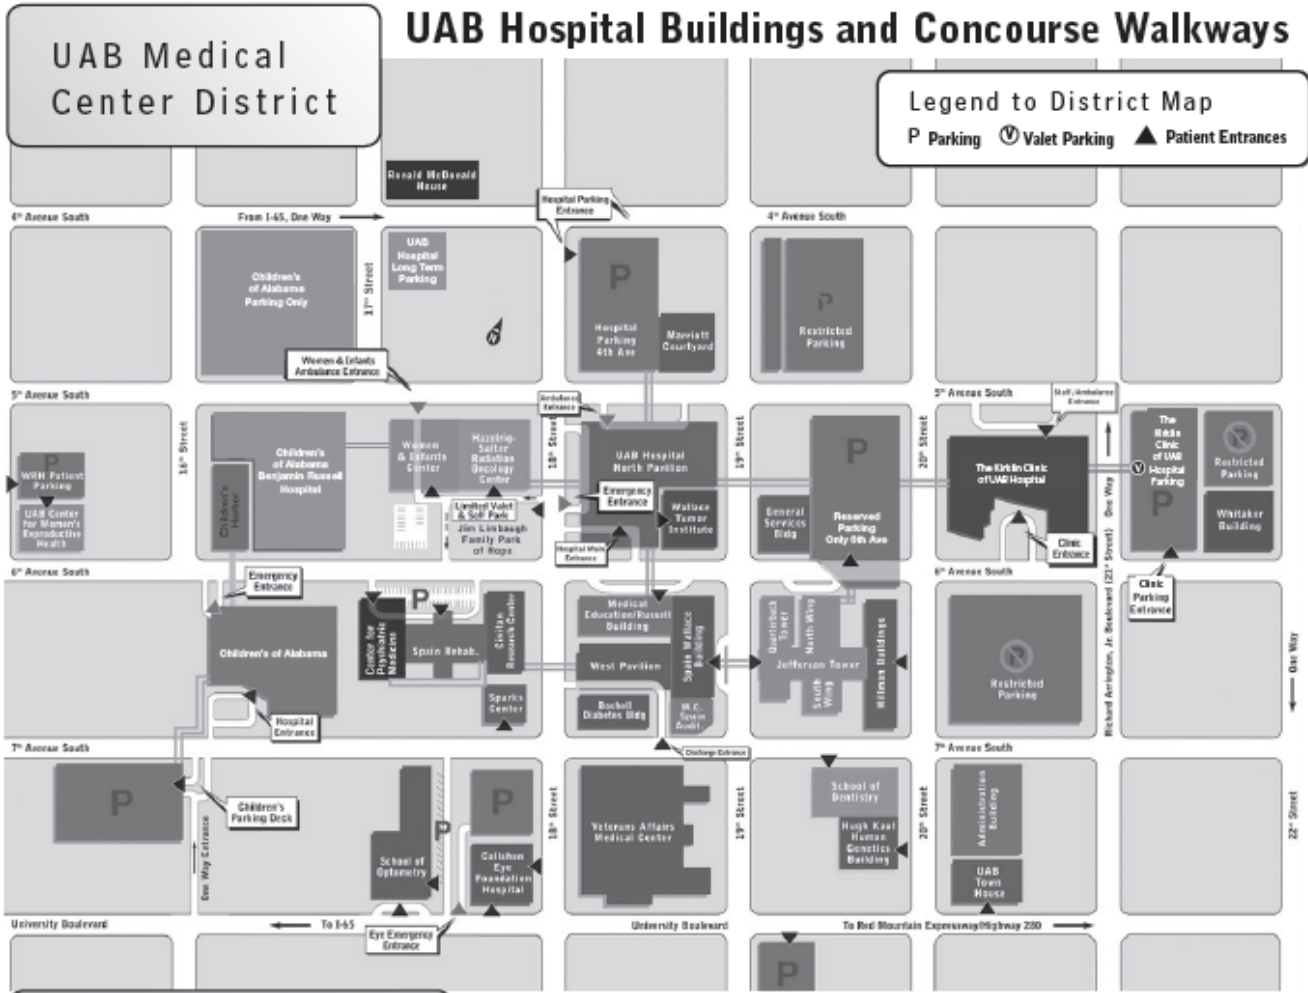 UAB Medical
Center District
UAB Hospital Buildings and Concourse Walkways
Legend to District Map
P Parking
V Valet Parking
Patient Entrances
Ronald McDonald
House
4th Avenue South
From I-65, One Way
Hospital Parking
Entrance
4th Avenue South
Children's
of Alabama
Parking Only
17th Street
UAB
Hospital
Long Term
Parking
N
P
Hospital
Parking
4th Ave
Marriott
Courtyard
P
Restricted
Parking
Women & Infants
Ambulance Entrance
5th Avenue South
Ambulance
Entrance
5th Avenue South
Staff/Ambulance
Entrance
16th Street
P
WRH Patient
Parking
UAB Center
for Women's
Reproductive
Health
Children's
Harbor
Children's
of Alabama
Benjamin Russell
Hospital
Women
& Infants
Center
Hazelrig-
Salter
Radiation
Oncology
Center
Limited Valet
& Self Park
Jim Limbaugh
Family Park
of Hope
18th Street
UAB Hospital
North Pavilion
Emergency
Entrance
Wallace
Tumor
Institute
Hospital Main
Entrance
19th Street
General
Services
Bldg
P
Reserved
Parking
Only 6th Ave
20th Street
The Kirklin Clinic
of UAB Hospital
Clinic
Entrance
One Way
Richard Arrington, Jr. Boulevard (21st Street)
V
The
Kirklin
Clinic
of UAB
Hospital
Parking
P
P
Restricted
Parking
Whitaker
Building
Clinic
Parking
Entrance
6th Avenue South
Emergency
Entrance
6th Avenue South
Children's of Alabama
Hospital
Entrance
Center for
Psychiatric
Medicine
P
Spain Rehab.
Civitan
Research Center
Sparks
Center
Medical
Education/Russell
Building
West Pavilion
Boshell
Diabetes Bldg
Spain Wallace
Building
M.C.
Spain
Audit.
Quarterback
Tower
North Wing
Jefferson Tower
South
Wing
Hillman Buildings
P
Restricted
Parking
One Way
7th Avenue South
Discharge Entrance
7th Avenue South
P
Children's
Parking Deck
One Way Entrance
School of
Optometry
P
P
Callahan
Eye
Foundation
Hospital
18th Street
Veterans Affairs
Medical Center
19th Street
School of
Dentistry
Hugh Kaul
Human
Genetics
Building
20th Street
Administration
Building
UAB
Town
House
22nd Street
University Boulevard
To I-65
Eye Emergency
Entrance
University Boulevard
To Red Mountain Expressway/Highway 280
P